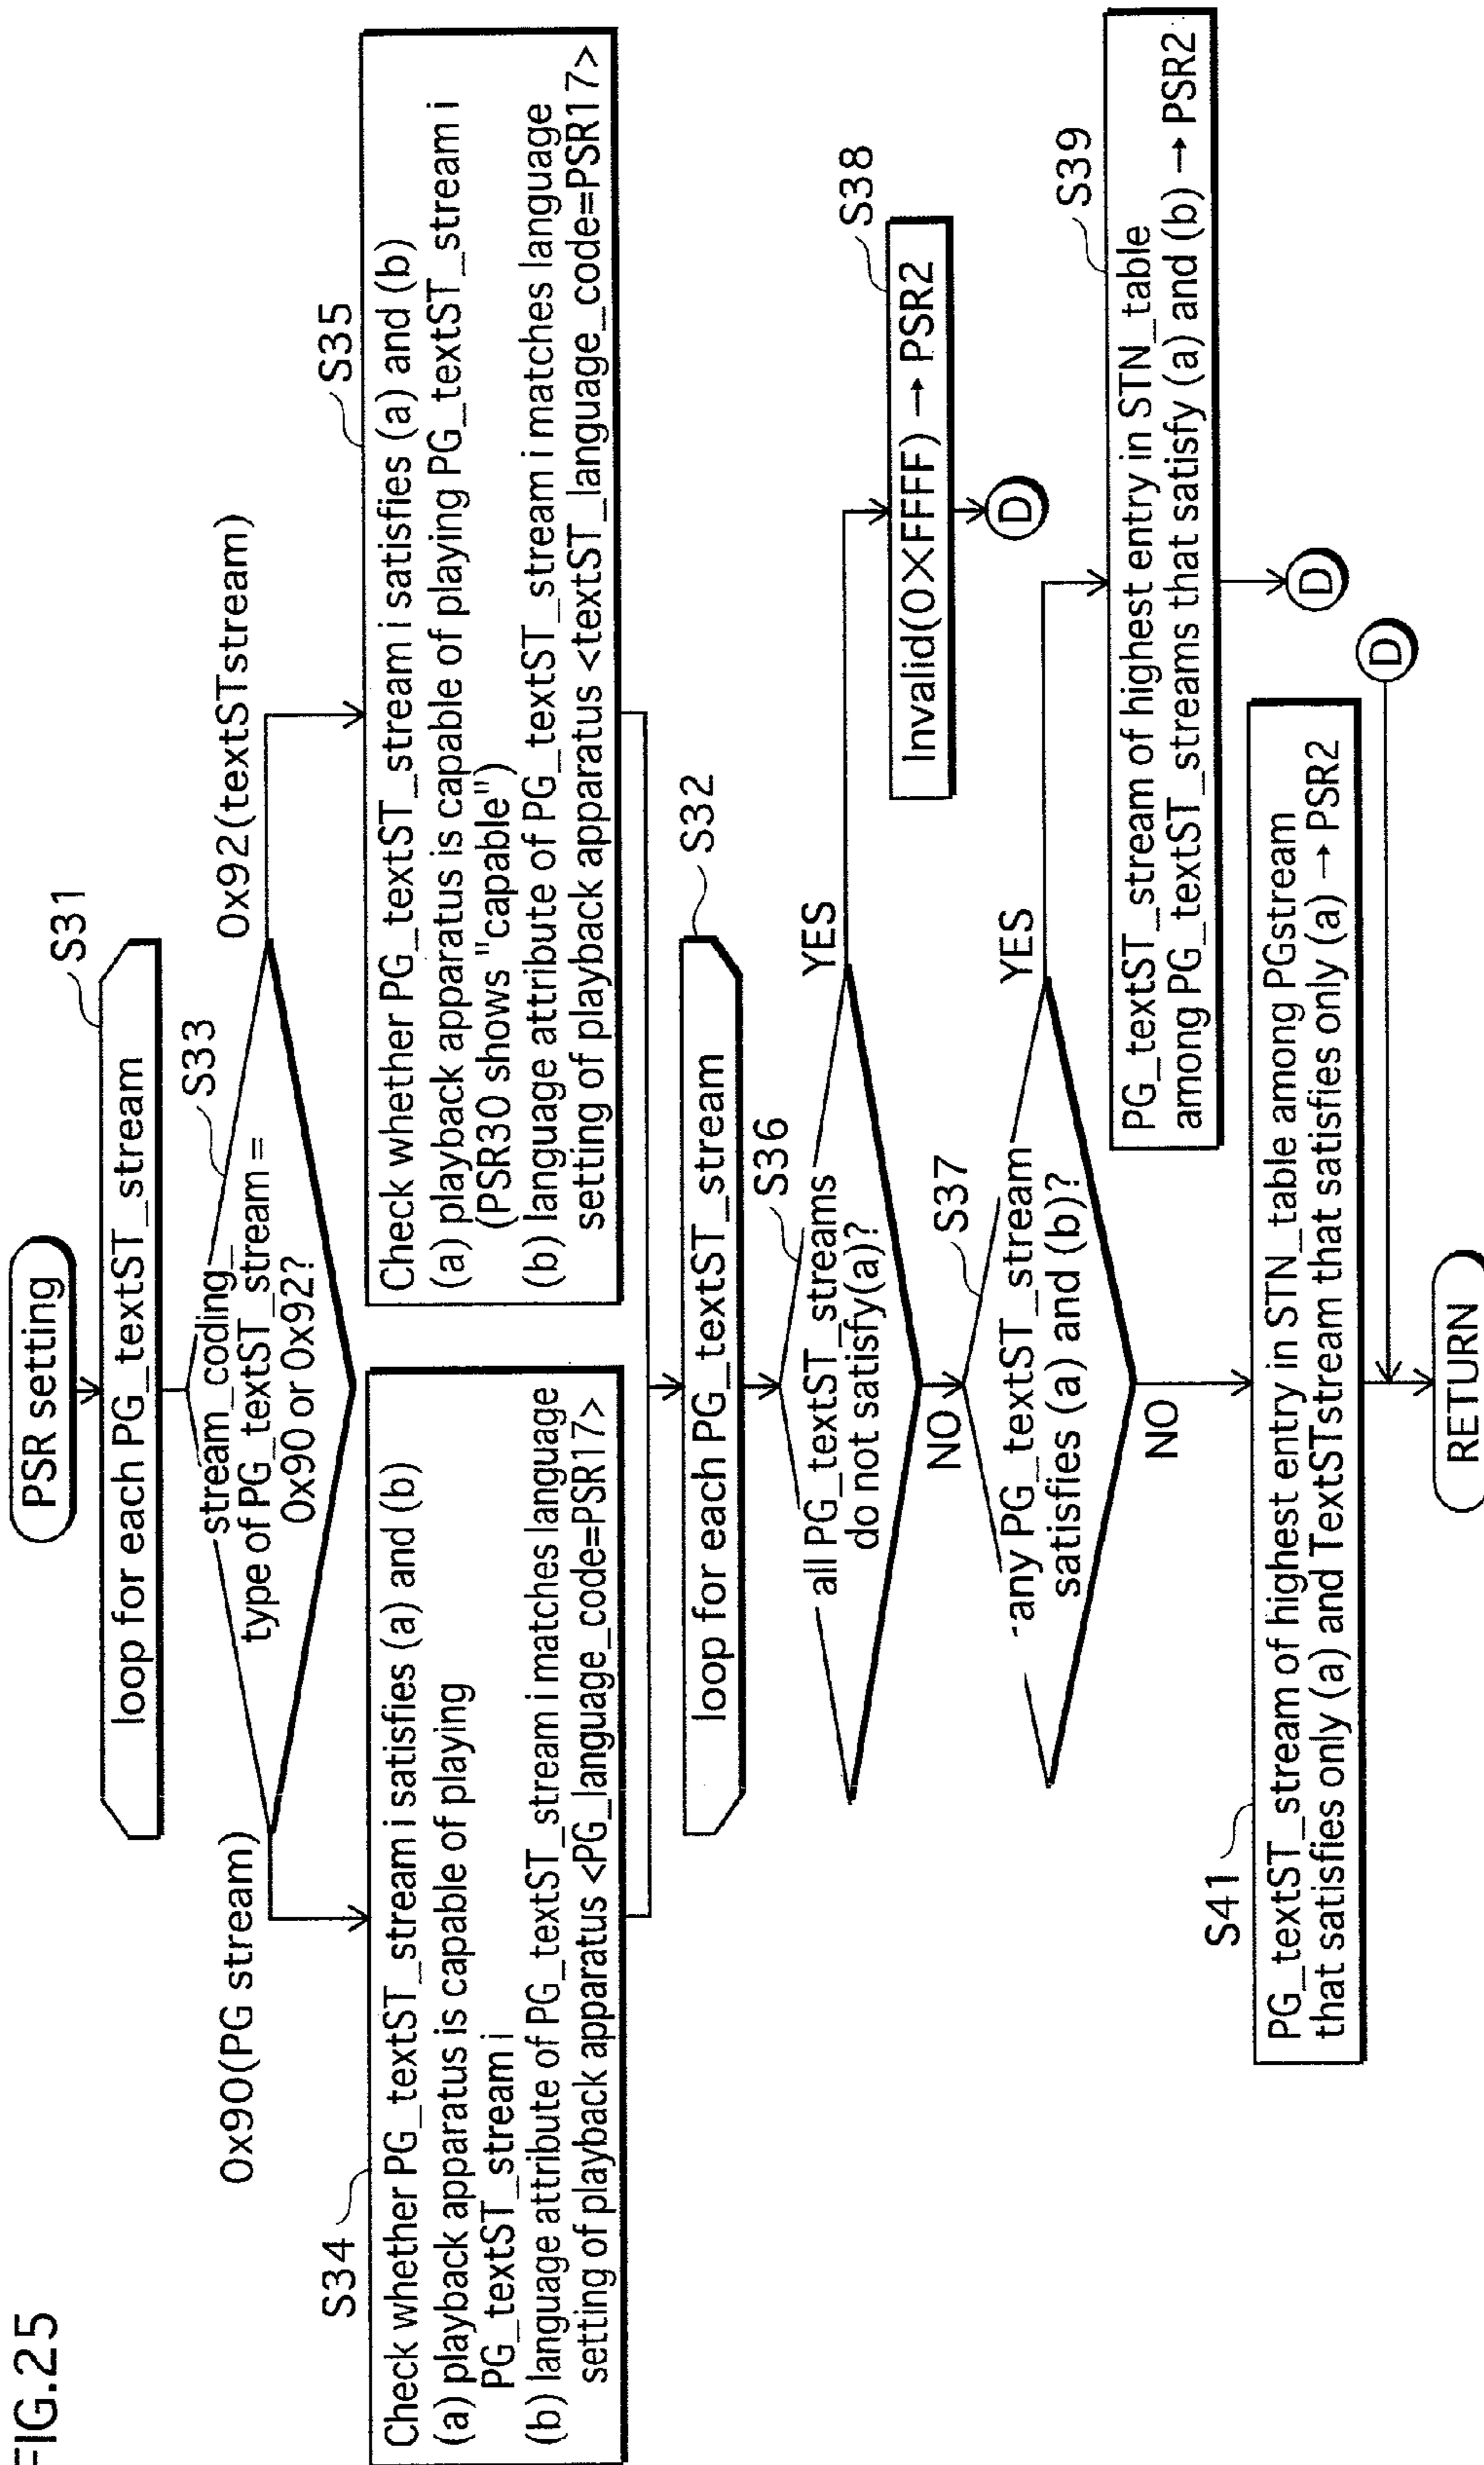 FIG.25
PSR setting
S31
loop for each PG_textST_stream
S33
stream_coding_
type of PG_textST_stream =
0x90 or 0x92?
0x90(PG stream)
0x92(textSTstream)
S34
Check whether PG_textST_stream i satisfies (a) and (b)
(a) playback apparatus is capable of playing
PG_textST_stream i
(b) language attribute of PG_textST_stream i matches language
setting of playback apparatus <PG_language_code=PSR17>
S35
Check whether PG_textST_stream i satisfies (a) and (b)
(a) playback apparatus is capable of playing PG_textST_stream i
(PSR30 shows "capable")
(b) language attribute of PG_textST_stream i matches language
setting of playback apparatus <textST_language_code=PSR17>
S32
loop for each PG_textST_stream
S36
all PG_textST_streams
do not satisfy(a)?
YES
NO
S38
Invalid(0×FFFF) → PSR2
D
S37
any PG_textST_stream
satisfies (a) and (b)?
YES
NO
S39
PG_textST_stream of highest entry in STN_table
among PG_textST_streams that satisfy (a) and (b) → PSR2
D
S41
PG_textST_stream of highest entry in STN_table among PGstream
that satisfies only (a) and TextSTstream that satisfies only (a) → PSR2
D
RETURN